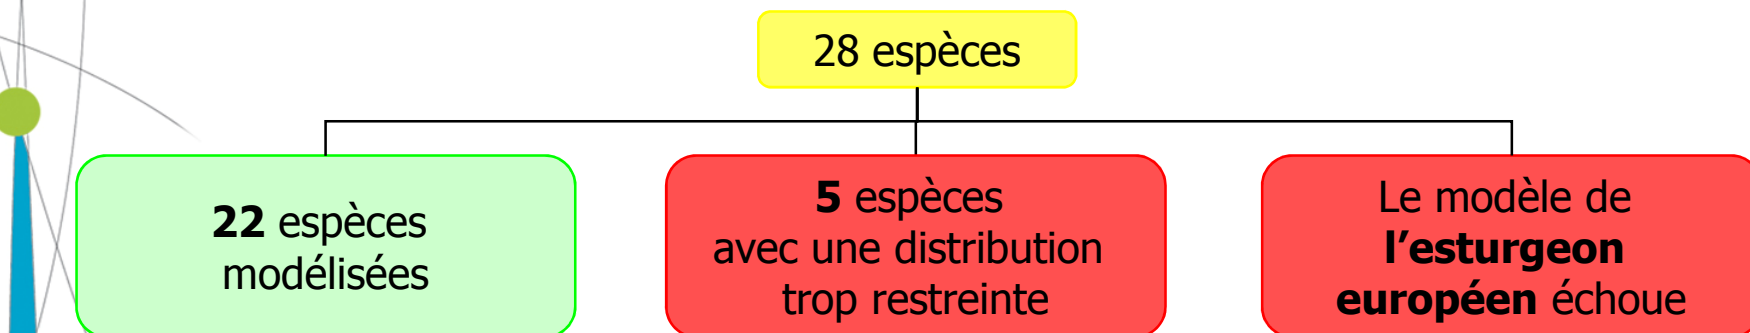 28 espèces
22 espèces
modélisées
5 espèces
avec une distribution
trop restreinte
Le modèle de
l’esturgeon
européen échoue